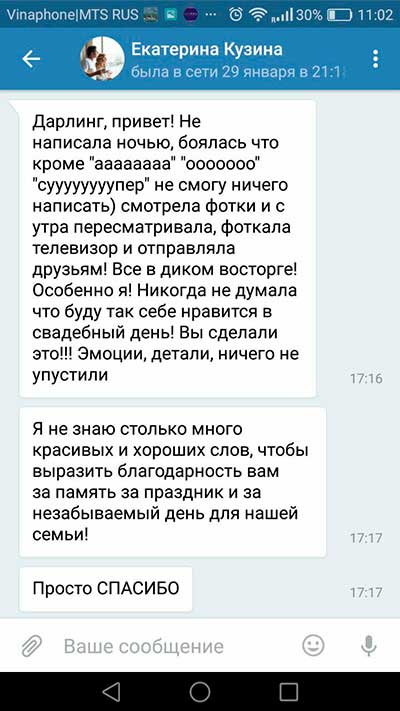 Vinaphone|MTS RUS ... 30% 11:02
Екатерина Кузина
была в сети 29 января в 21:1
Дарлинг, привет! Не
написала ночью, боялась что
кроме "аааааааа" "ооооооо"
"суууууууупер" не смогу ничего
написать) смотрела фотки и с
утра пересматривала, фоткала
телевизор и отправляла
друзьям! Все в диком восторге!
Особенно я! Никогда не думала
что буду так себе нравится в
свадебный день! Вы сделали
это!!! Эмоции, детали, ничего не
упустили
17:16
Я не знаю столько много
красивых и хороших слов, чтобы
выразить благодарность вам
за память за праздник и за
незабываемый день для нашей
семьи!
17:17
Просто СПАСИБО
17:17
Ваше сообщение